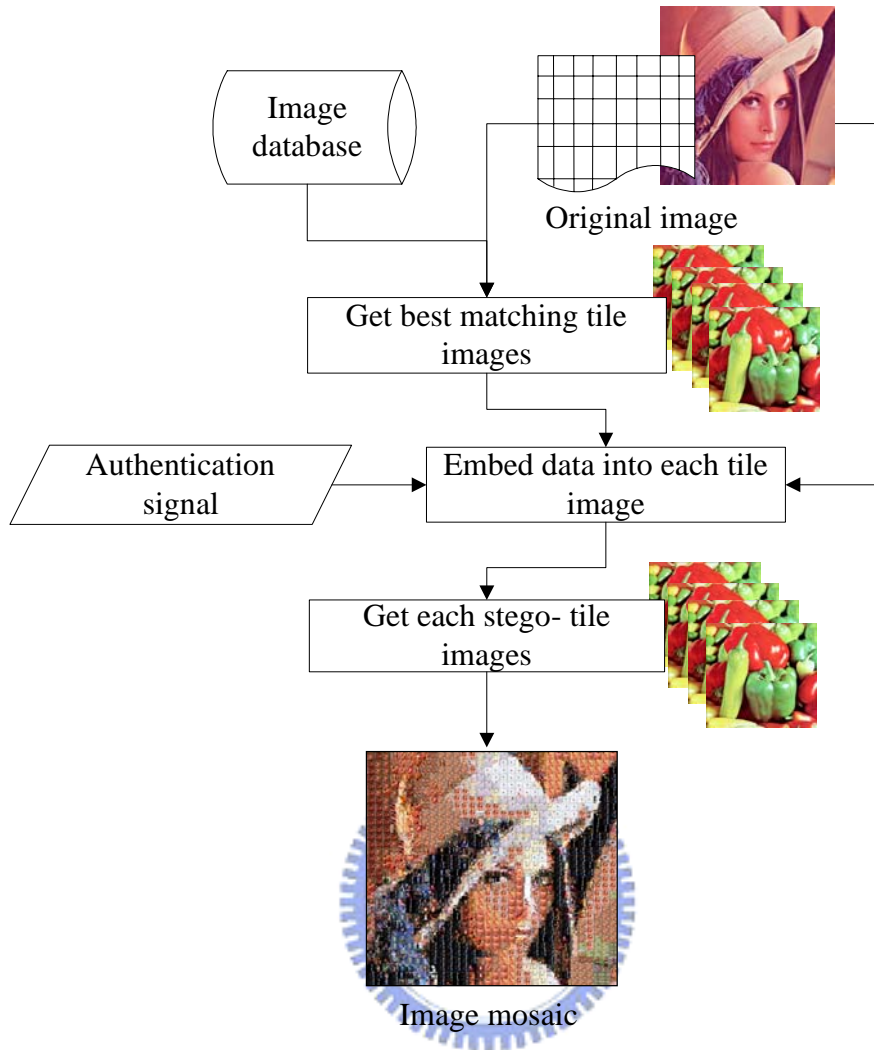 Image
database
Original image
Get best matching tile
images
Authentication
signal
Embed data into each tile
image
Get each stego- tile
images
Image mosaic